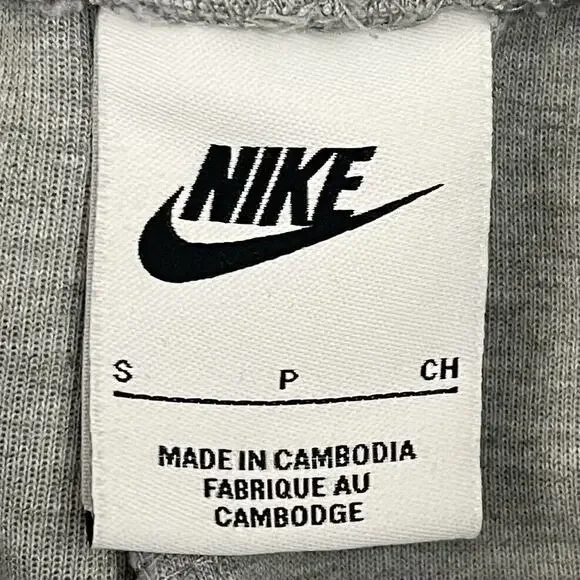 NIKE
S P CH
MADE IN CAMBODIA
FABRIQUE AU
CAMBODGE